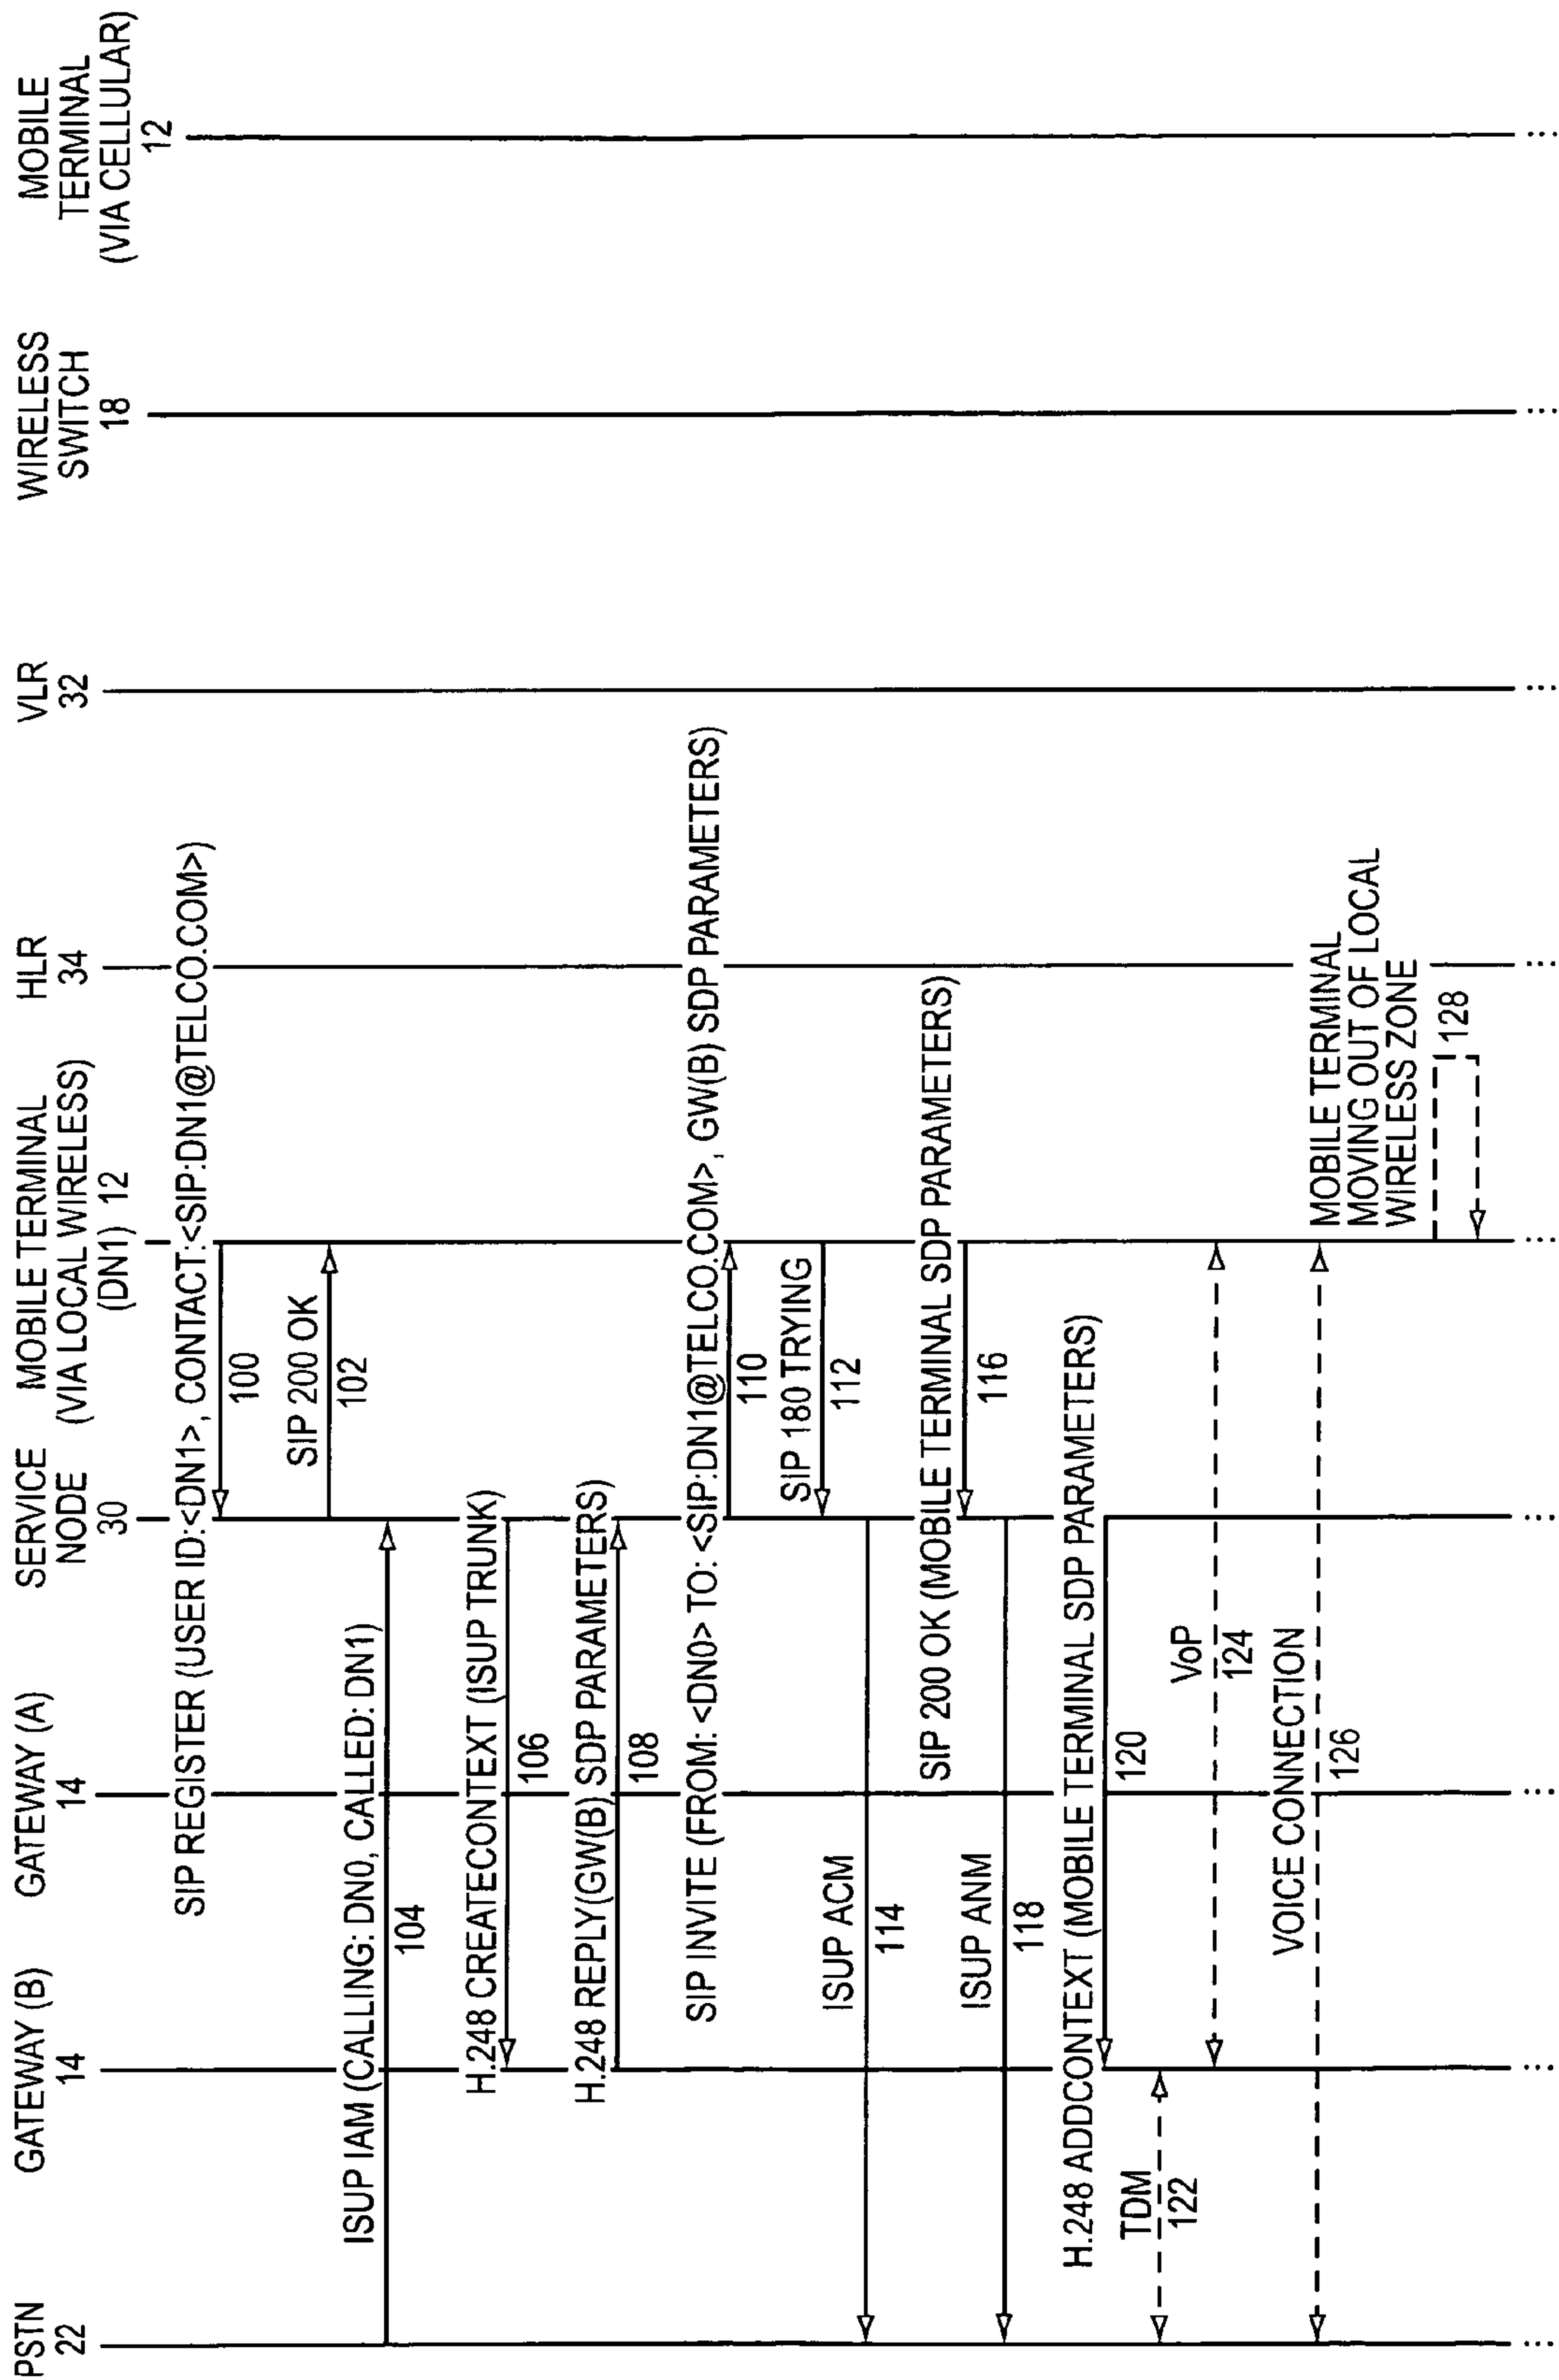 PSTN
22
GATEWAY (B)
14
GATEWAY (A)
14
SERVICE
NODE
30
MOBILE TERMINAL
(VIA LOCAL WIRELESS)
(DN1) 12
HLR
34
VLR
32
WIRELESS
SWITCH
18
MOBILE
TERMINAL
(VIA CELLULAR)
12
SIP REGISTER (USER ID:<DN1>, CONTACT:<SIP:DN1@TELCO.COM>)
100
SIP 200 OK
102
ISUP IAM (CALLING: DN0, CALLED: DN1)
104
H.248 CREATECONTEXT (ISUP TRUNK)
106
H.248 REPLY(GW(B) SDP PARAMETERS)
108
SIP INVITE (FROM: <DN0> TO: <SIP:DN1@TELCO.COM>, GW(B) SDP PARAMETERS)
110
SIP 180 TRYING
112
ISUP ACM
114
SIP 200 OK (MOBILE TERMINAL SDP PARAMETERS)
116
ISUP ANM
118
H.248 ADDCONTEXT (MOBILE TERMINAL SDP PARAMETERS)
120
TDM
122
VoP
124
VOICE CONNECTION
126
MOBILE TERMINAL
MOVING OUT OF LOCAL
WIRELESS ZONE
128